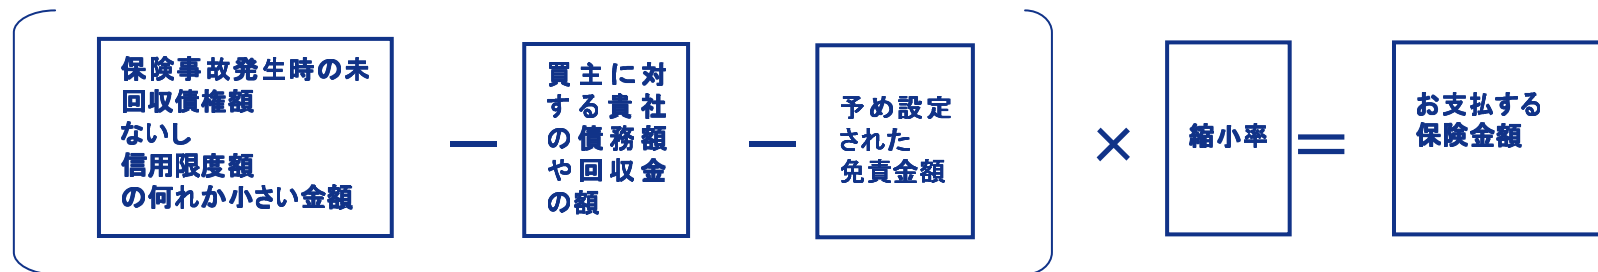 保険事故発生時の未
回収債権額
ないし
信用限度額
の何れか小さい金額
－
買主に対
する貴社
の債務額
や回収金
の額
－
予め設定
された
免責金額
×
縮小率
＝
お支払する
保険金額